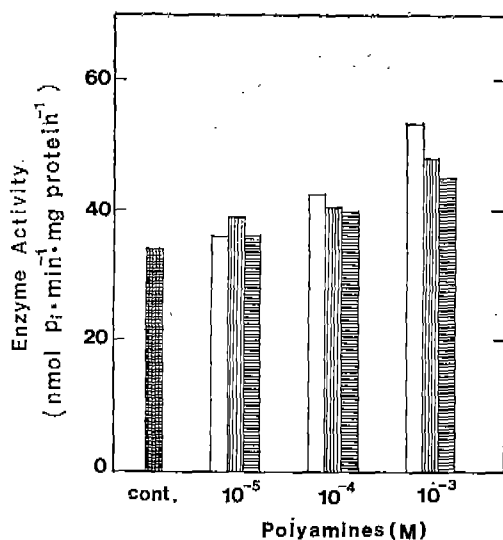 Enzyme Activity.
(nmol pi·min⁻¹·mg protein⁻¹)
60
40
20
0
cont. 10⁻⁵ 10⁻⁴ 10⁻³
Polyamines (M)